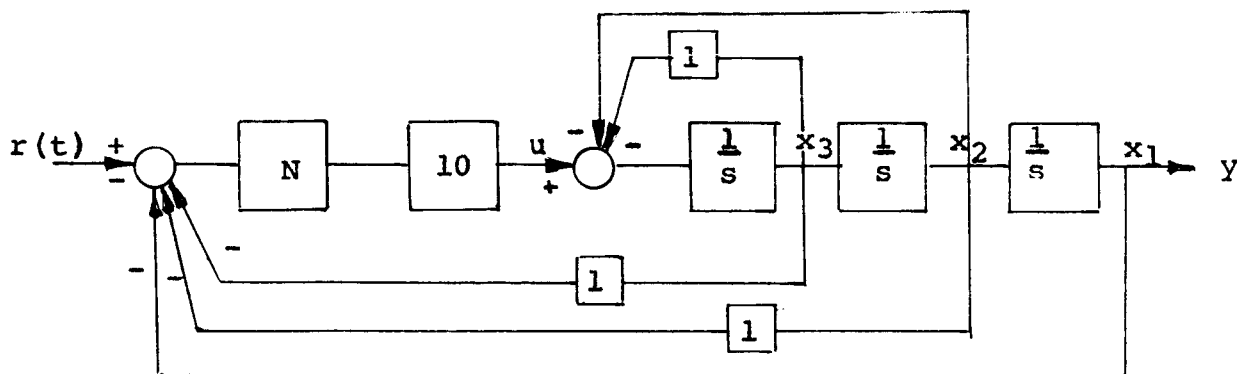 1
r(t) + - N 10 u + - - 1/s x3 1/s x2 1/s x1 y
- - - 1
1